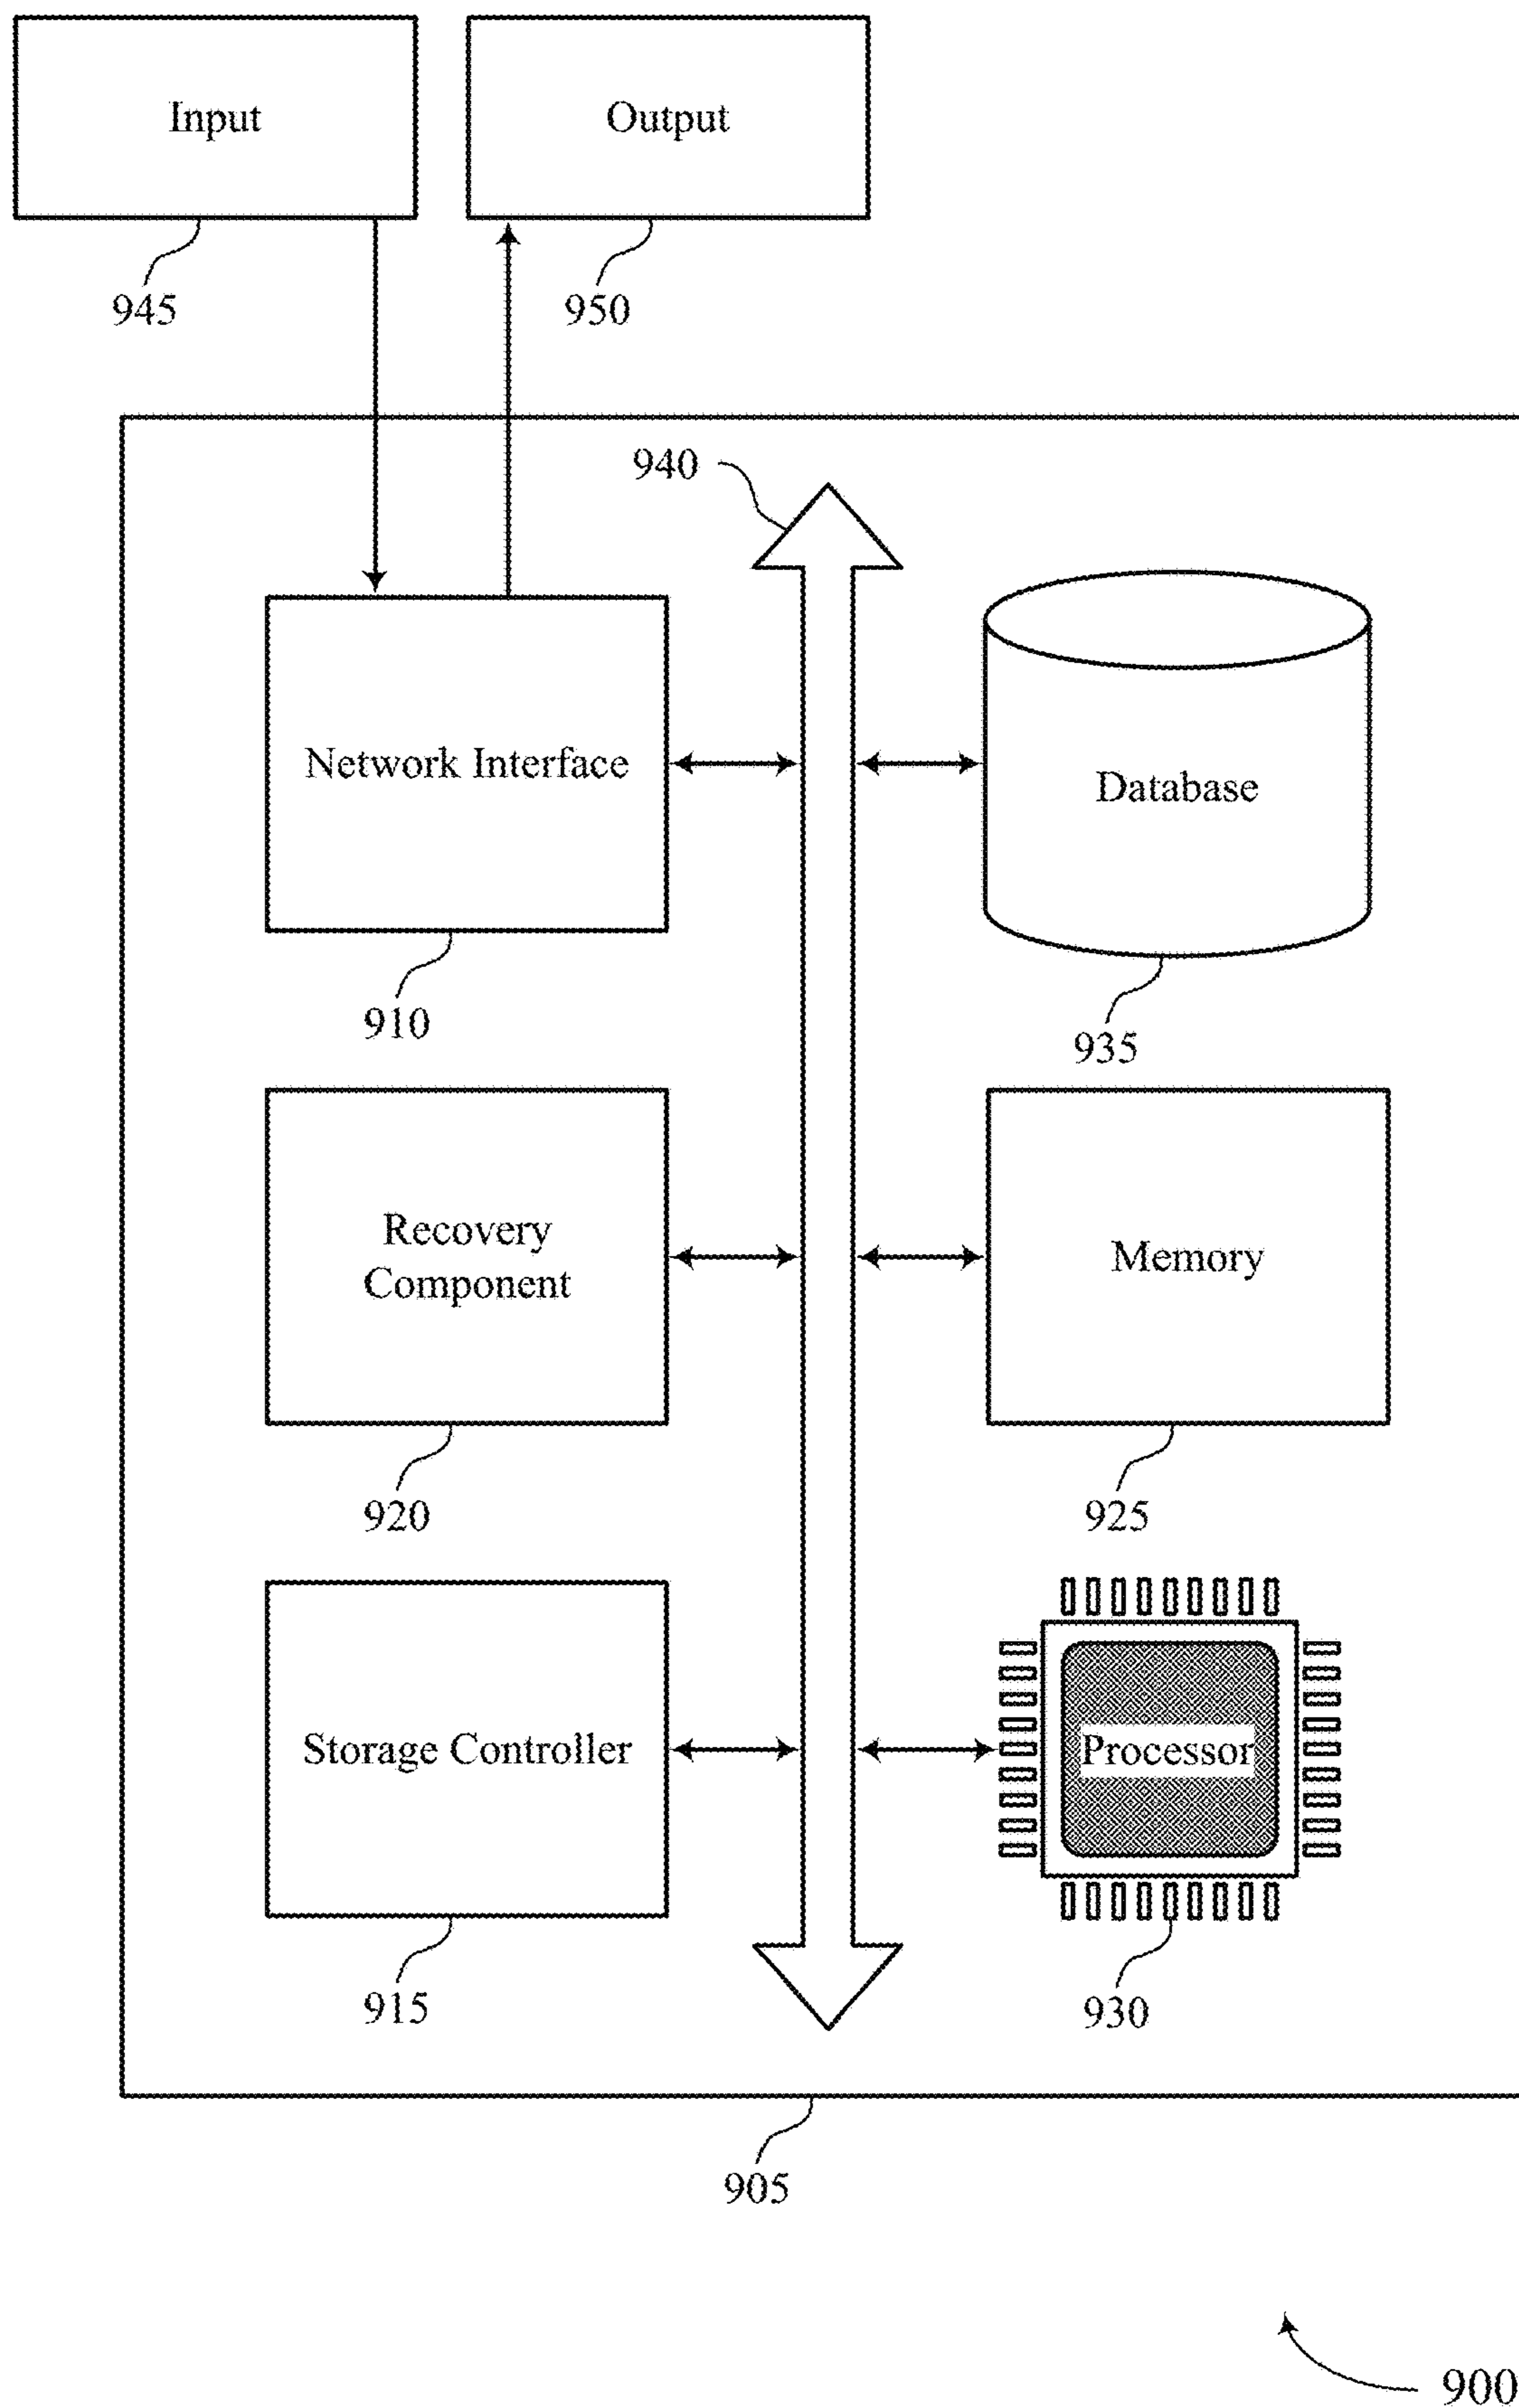 Input
Output
945
950
940
Network Interface
Database
910
935
Recovery
Component
Memory
920
925
Storage Controller
Processor
915
930
905
900